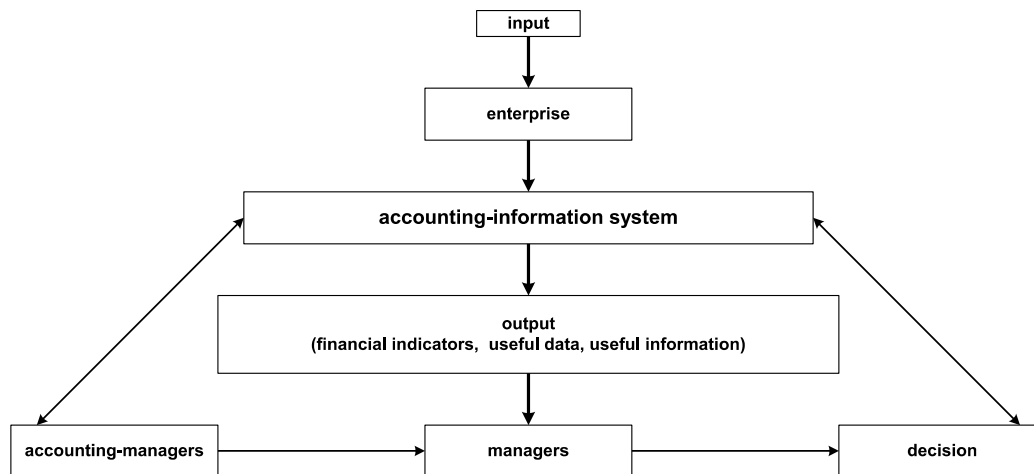 input
enterprise
accounting-information system
output
(financial indicators, useful data, useful information)
accounting-managers
managers
decision